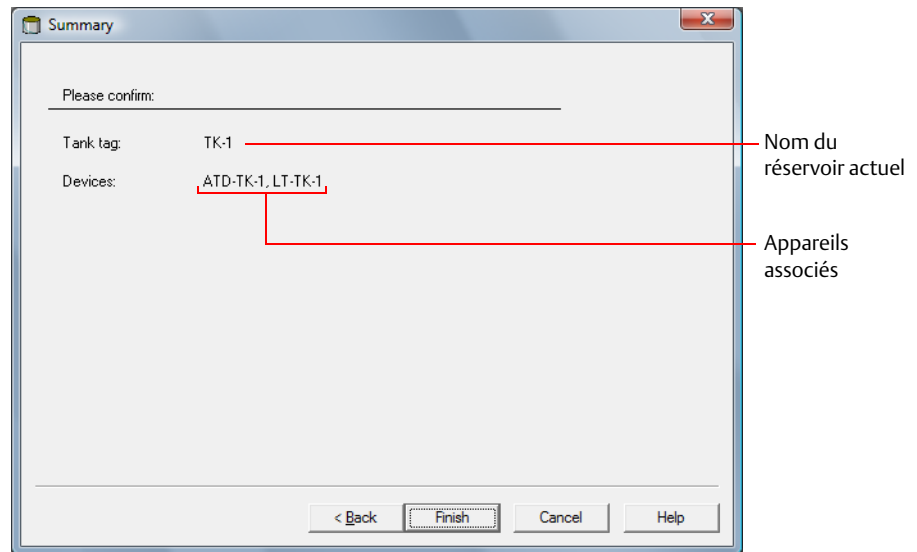 Summary
Please confirm:
Tank tag: TK-1
Nom du
réservoir actuel
Devices: ATD-TK-1, LT-TK-1
Appareils
associés
< Back Finish Cancel Help